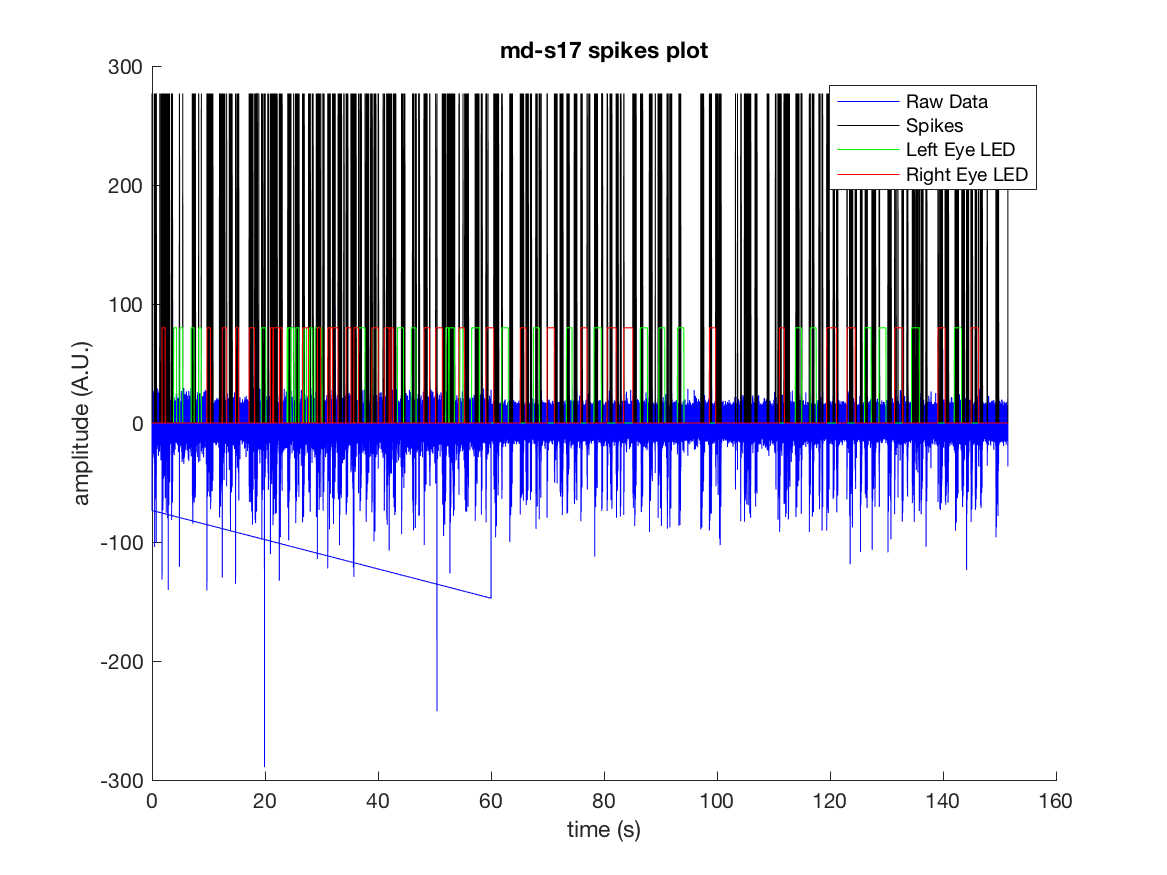 md-s17 spikes plot
300
200
100
0
-100
-200
-300
amplitude (A.U.)
Raw Data
Spikes
Left Eye LED
Right Eye LED
0 20 40 60 80 100 120 140 160
time (s)